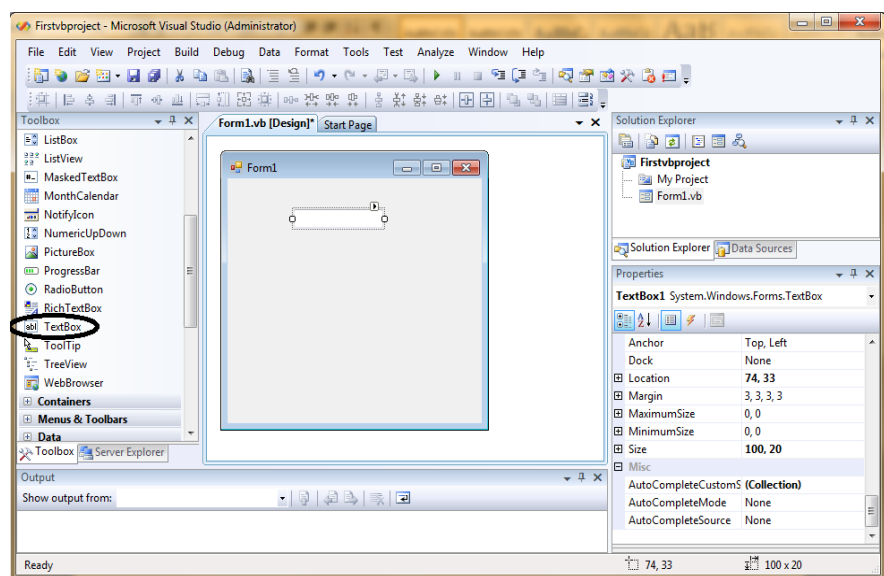 Firstvbproject - Microsoft Visual Studio (Administrator)
File Edit View Project Build Debug Data Format Tools Test Analyze Window Help
Toolbox
ListBox
ListView
MaskedTextBox
MonthCalendar
NotifyIcon
NumericUpDown
PictureBox
ProgressBar
RadioButton
RichTextBox
TextBox
ToolTip
TreeView
WebBrowser
Containers
Menus & Toolbars
Data
Toolbox Server Explorer
Form1.vb [Design]* Start Page
Form1
Solution Explorer
Firstvbproject
My Project
Form1.vb
Solution Explorer Data Sources
Properties
TextBox1 System.Windows.Forms.TextBox
Anchor Top, Left
Dock None
Location 74, 33
Margin 3, 3, 3, 3
MaximumSize 0, 0
MinimumSize 0, 0
Size 100, 20
Misc
AutoCompleteCustomS (Collection)
AutoCompleteMode None
AutoCompleteSource None
Output
Show output from:
Ready 74, 33 100 x 20